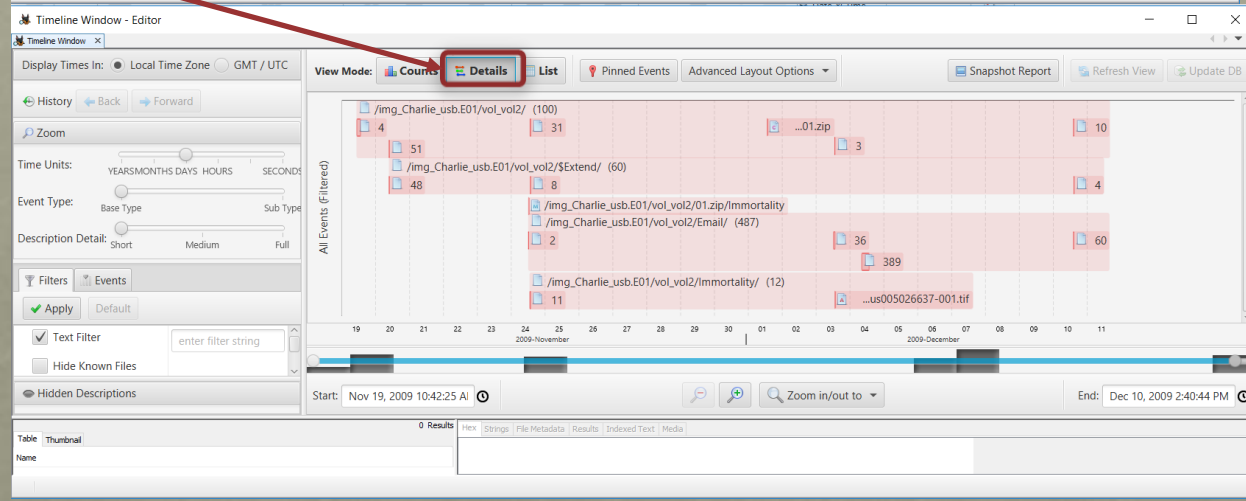 Timeline Window - Editor
Timeline Window ×
Display Times In: Local Time Zone GMT / UTC
History Back Forward
Zoom
Time Units:
YEARS MONTHS DAYS HOURS SECONDS
Event Type:
Base Type Sub Type
Description Detail:
Short Medium Full
Filters Events
Apply Default
Text Filter enter filter string
Hide Known Files
Hidden Descriptions
View Mode: Counts Details List Pinned Events Advanced Layout Options Snapshot Report Refresh View Update DB
All Events (Filtered)
/img_Charlie_usb.E01/vol_vol2/ (100)
4 31 ...01.zip 10
51 3
/img_Charlie_usb.E01/vol_vol2/$Extend/ (60)
48 8 4
/img_Charlie_usb.E01/vol_vol2/01.zip/Immortality
/img_Charlie_usb.E01/vol_vol2/Email/ (487)
2 36 60
389
/img_Charlie_usb.E01/vol_vol2/Immortality/ (12)
11 ...us005026637-001.tif
19 20 21 22 23 24 25 26 27 28 29 30 01 02 03 04 05 06 07 08 09 10 11
2009-November 2009-December
Start: Nov 19, 2009 10:42:25 Al Zoom in/out to End: Dec 10, 2009 2:40:44 PM
0 Results
Table Thumbnail
Name
Hex Strings File Metadata Results Indexed Text Media